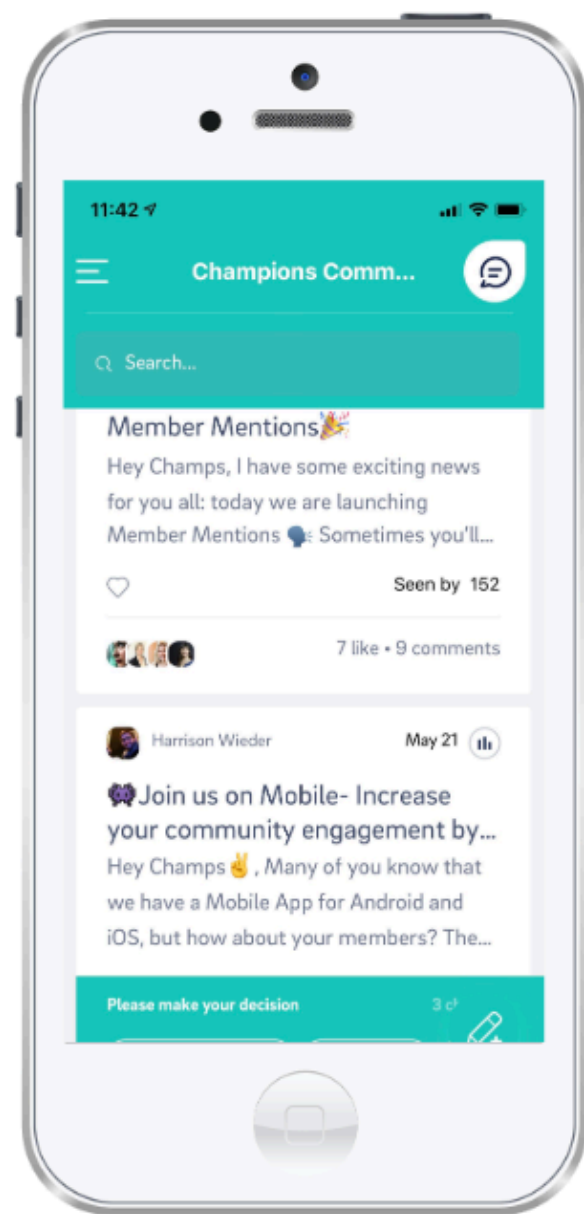 11:42
Champions Comm...
Search...
Member Mentions🎉
Hey Champs, I have some exciting news
for you all: today we are launching
Member Mentions 🗣️ Sometimes you'll...
Seen by 152
7 like • 9 comments
Harrison Wieder
May 21
👾Join us on Mobile- Increase
your community engagement by...
Hey Champs✌️, Many of you know that
we have a Mobile App for Android and
iOS, but how about your members? The...
Please make your decision
3